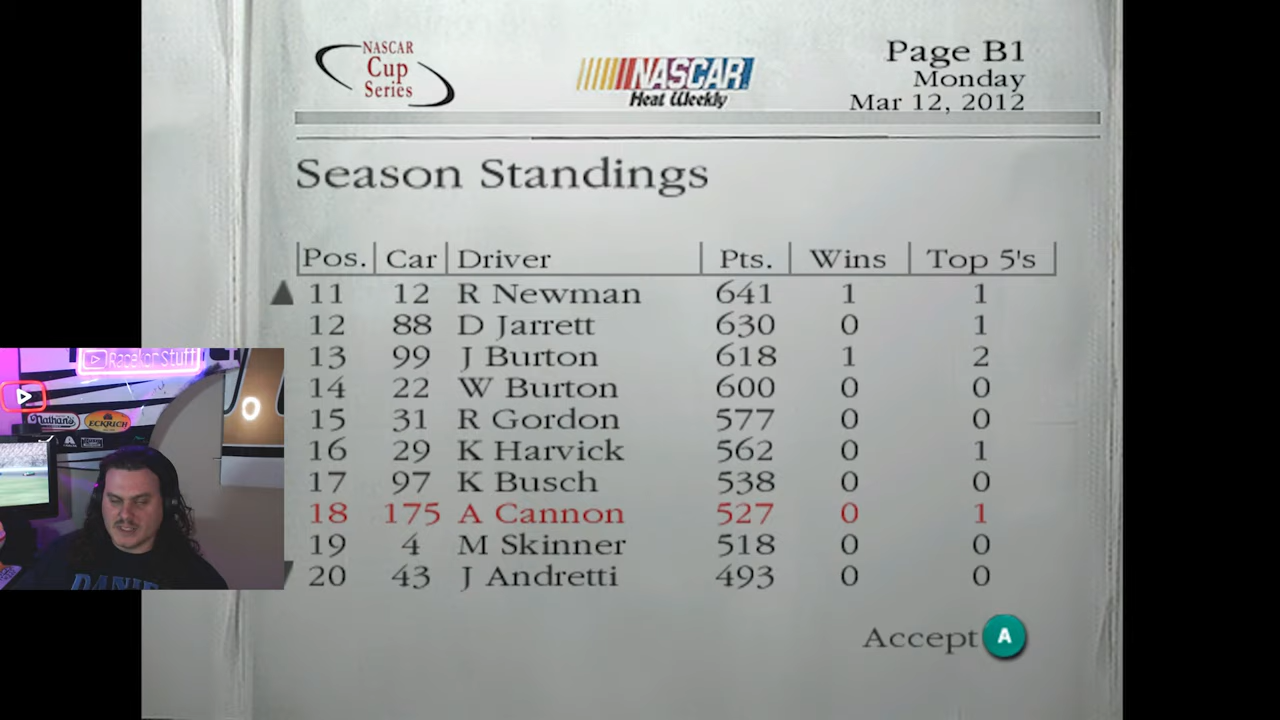 NASCAR
Cup
Series
NASCAR
Heat Weekly
Page B1
Monday
Mar 12, 2012
Season Standings
Pos. Car Driver Pts. Wins Top 5's
11 12 R Newman 641 1 1
12 88 D Jarrett 630 0 1
13 99 J Burton 618 1 2
14 22 W Burton 600 0 0
15 31 R Gordon 577 0 0
16 29 K Harvick 562 0 1
17 97 K Busch 538 0 0
18 175 A Cannon 527 0 1
19 4 M Skinner 518 0 0
20 43 J Andretti 493 0 0
Accept A
Racekor Stuff
Nathan's
ECKRICH